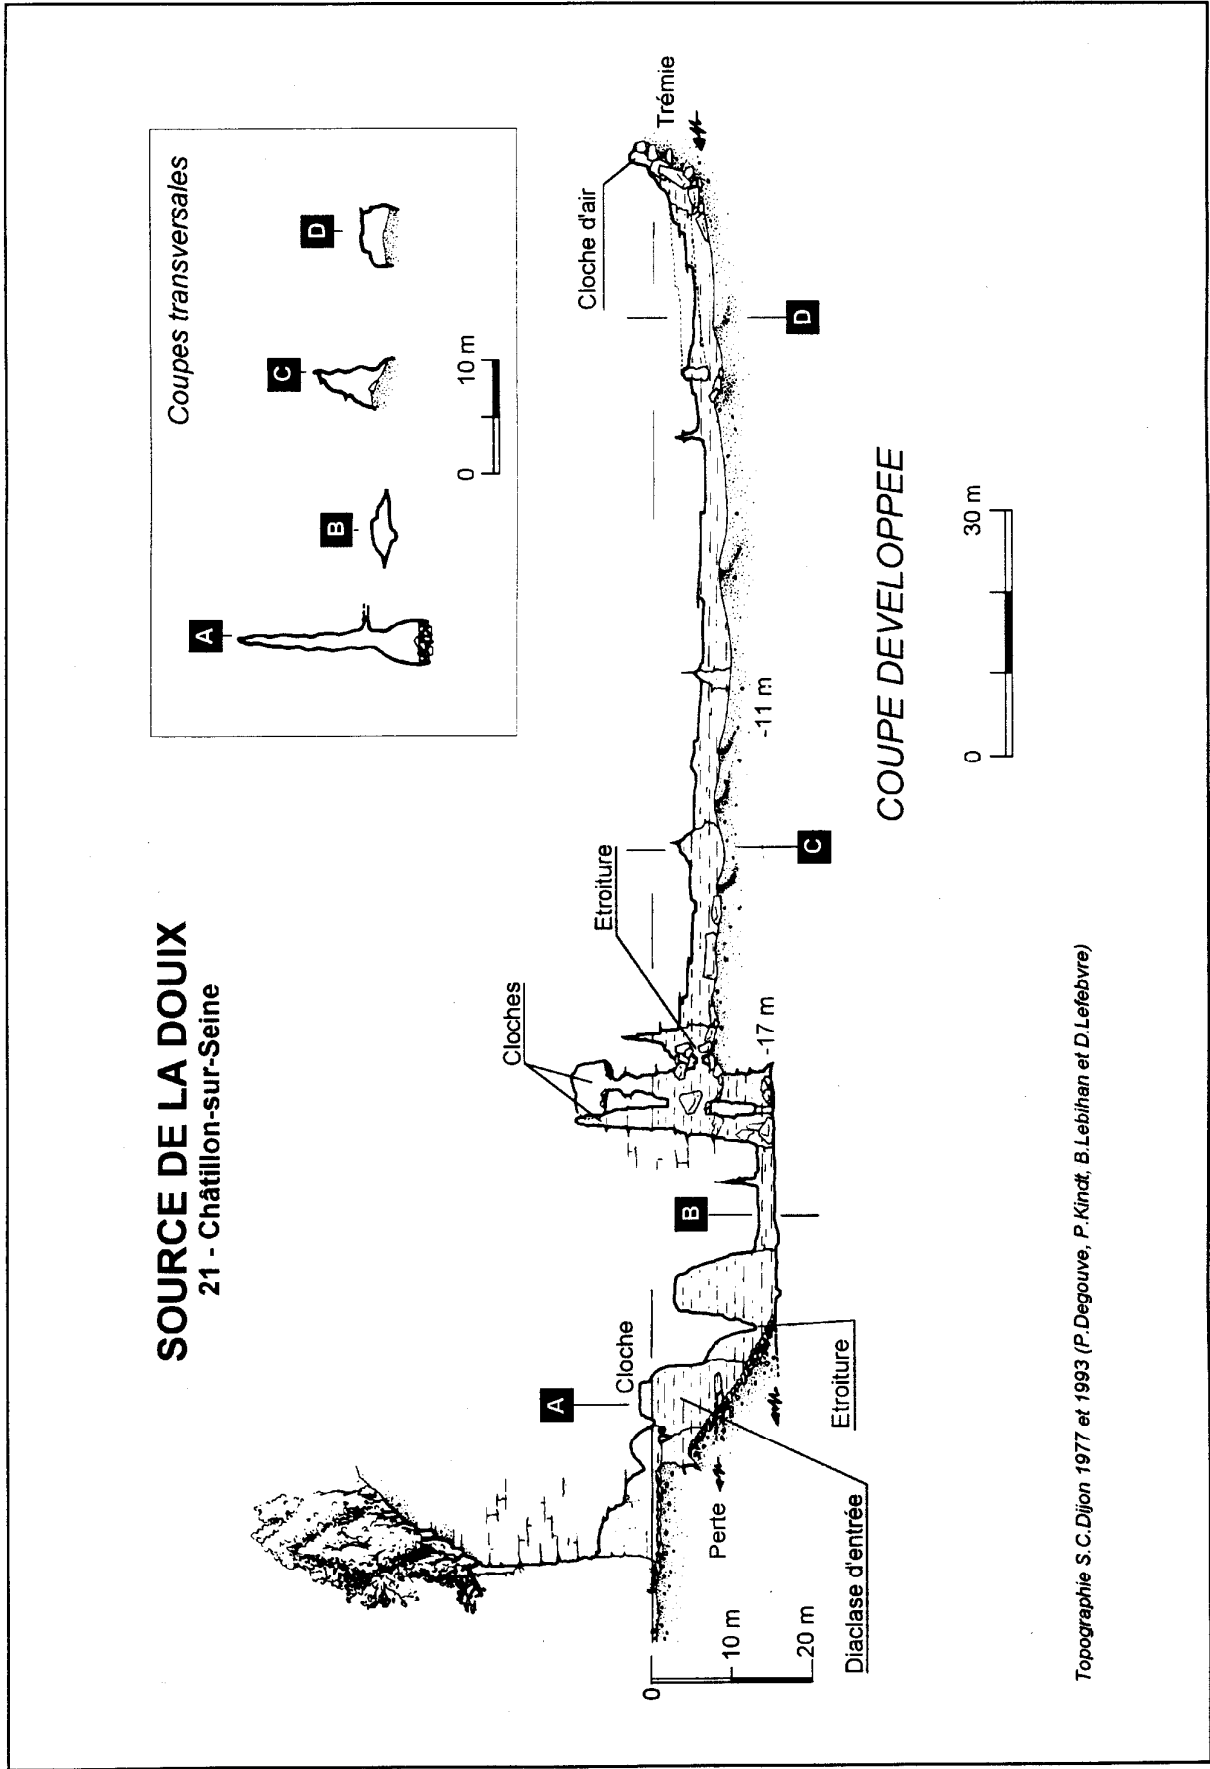 SOURCE DE LA DOUIX
21 - Châtillon-sur-Seine
Coupes transversales
A
B
C
D
0
10 m
Cloches
Etroiture
Cloche d'air
Trémie
A
Cloche
B
-17 m
-11 m
C
D
0
10 m
20 m
Perte
Diaclase d'entrée
Etroiture
COUPE DEVELOPPEE
0
30 m
Topographie S.C.Dijon 1977 et 1993 (P.Degouve, P.Kindt, B.Lebihan et D.Lefebvre)